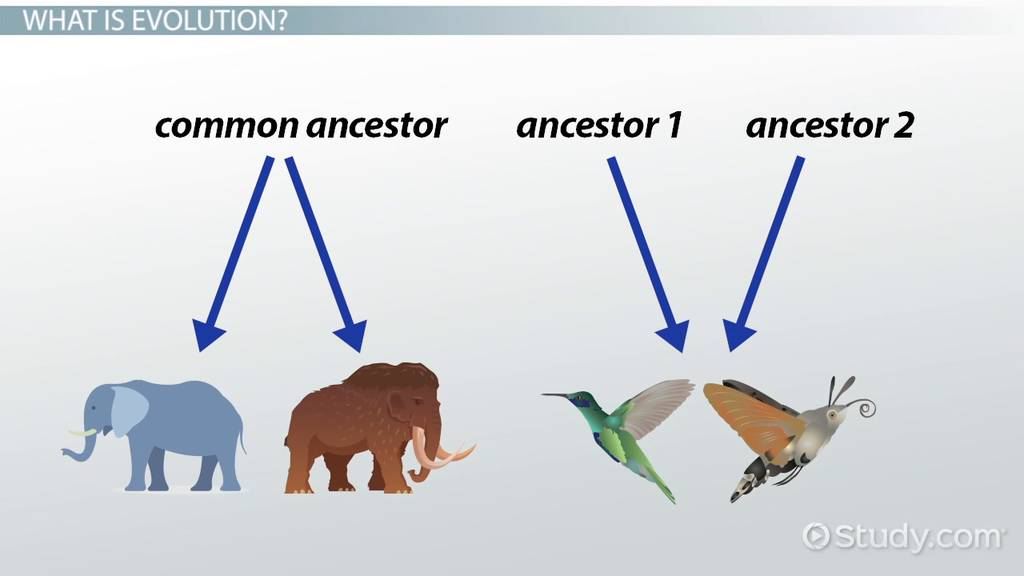 WHAT IS EVOLUTION?
common ancestor ancestor 1 ancestor 2
Study.com